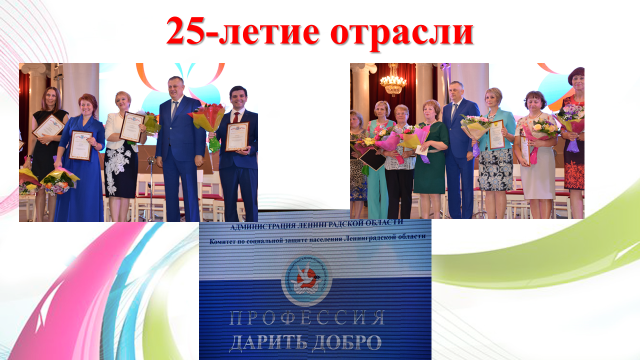 25-летие отрасли
АДМИНИСТРАЦИЯ ЛЕНИНГРАДСКОЙ ОБЛАСТИ
Комитет по социальной защите населения Ленинградской области
ПРОФЕССИЯ
ДАРИТЬ ДОБРО